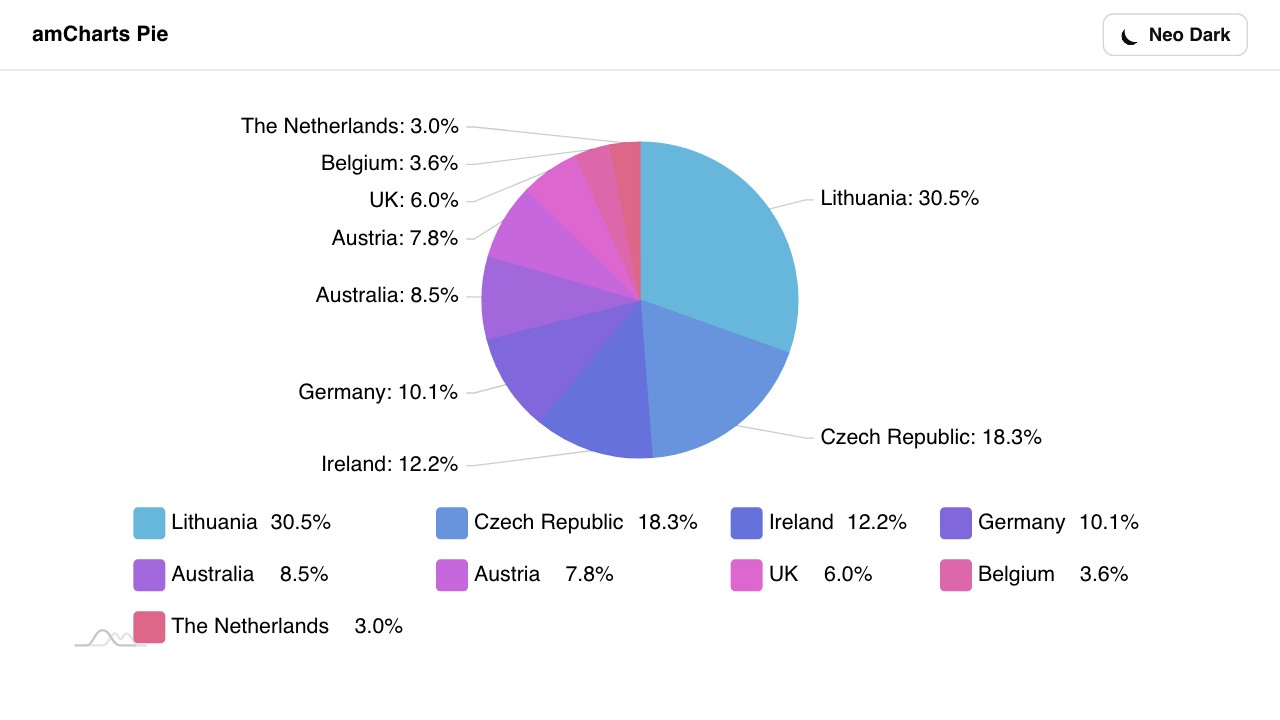 amCharts Pie
Neo Dark
The Netherlands: 3.0%
Belgium: 3.6%
UK: 6.0%
Austria: 7.8%
Australia: 8.5%
Germany: 10.1%
Ireland: 12.2%
Lithuania: 30.5%
Czech Republic: 18.3%
Lithuania 30.5% Czech Republic 18.3% Ireland 12.2% Germany 10.1%
Australia 8.5% Austria 7.8% UK 6.0% Belgium 3.6%
The Netherlands 3.0%